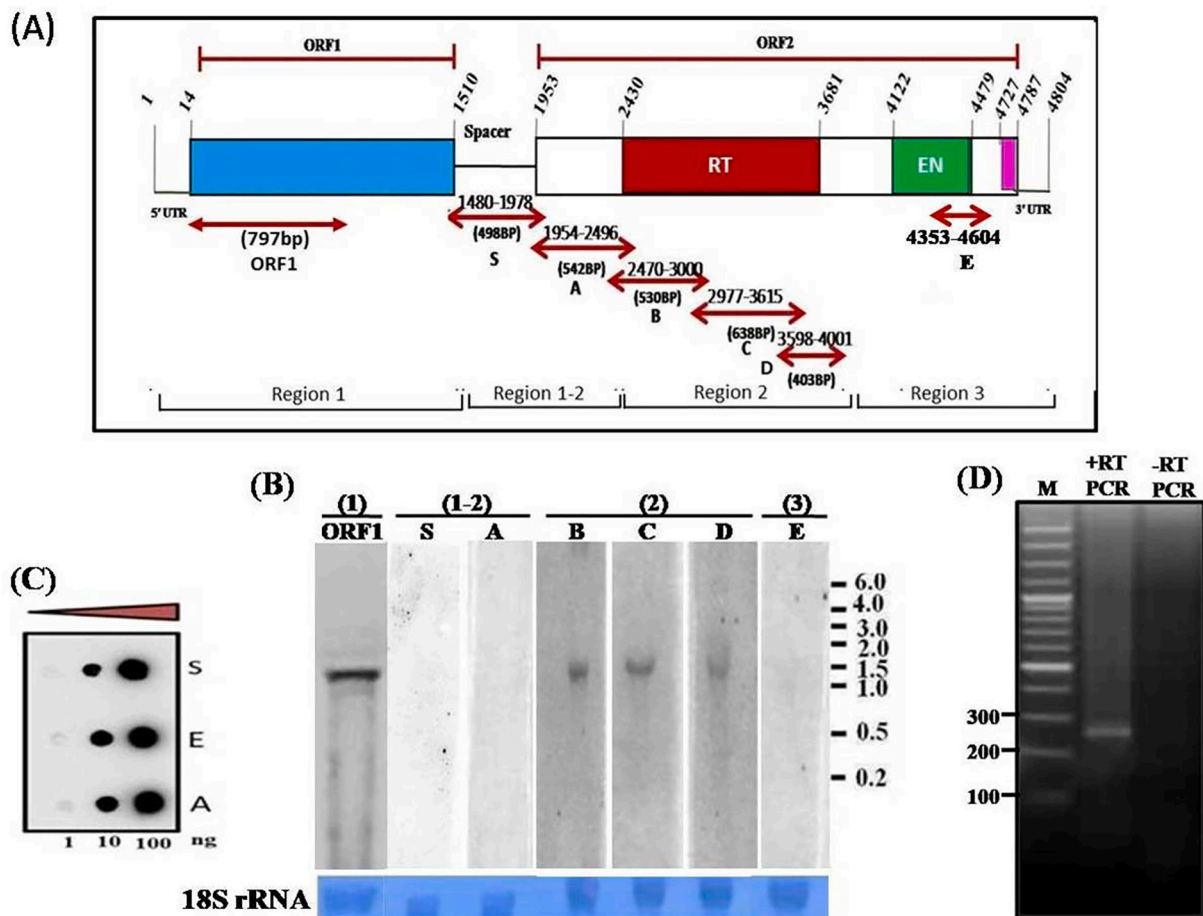 (A)
ORF1
ORF2
1
14
1510
1953
2430
3681
4122
4479
4727
4787
4804
Spacer
RT
EN
5' UTR
3' UTR
(797bp)
ORF1
1480-1978
(498BP)
S
1954-2496
(542BP)
A
2470-3000
(530BP)
B
2977-3615
(638BP)
C
3598-4001
D
(403BP)
4353-4604
E
Region 1
Region 1-2
Region 2
Region 3
(B)
(1)
(1-2)
(2)
(3)
ORF1
S
A
B
C
D
E
6.0
4.0
3.0
2.0
1.5
1.0
0.5
0.2
18S rRNA
(C)
S
E
A
1 10 100 ng
(D)
M
+RT PCR
-RT PCR
300
200
100